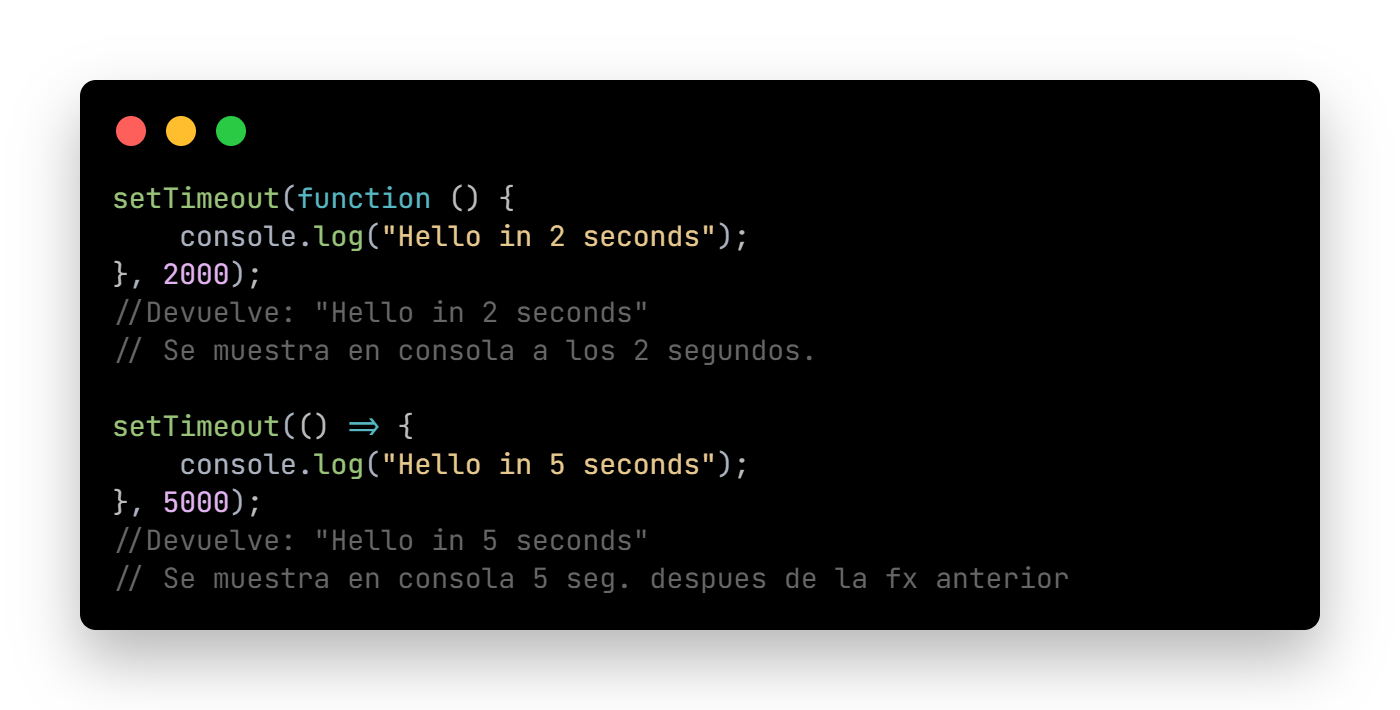 setTimeout(function () {
    console.log("Hello in 2 seconds");
}, 2000);
//Devuelve: "Hello in 2 seconds"
// Se muestra en consola a los 2 segundos.

setTimeout(() => {
    console.log("Hello in 5 seconds");
}, 5000);
//Devuelve: "Hello in 5 seconds"
// Se muestra en consola 5 seg. despues de la fx anterior